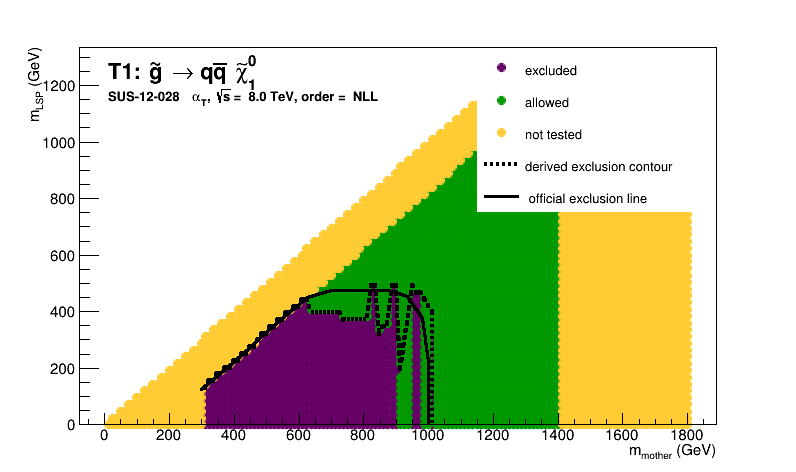 T1: g̃ → qq̄ χ̃⁰₁
SUS-12-028 α_T, √s = 8.0 TeV, order = NLL
excluded
allowed
not tested
derived exclusion contour
official exclusion line
m_LSP (GeV)
1200
1000
800
600
400
200
0
0 200 400 600 800 1000 1200 1400 1600 1800
m_mother (GeV)